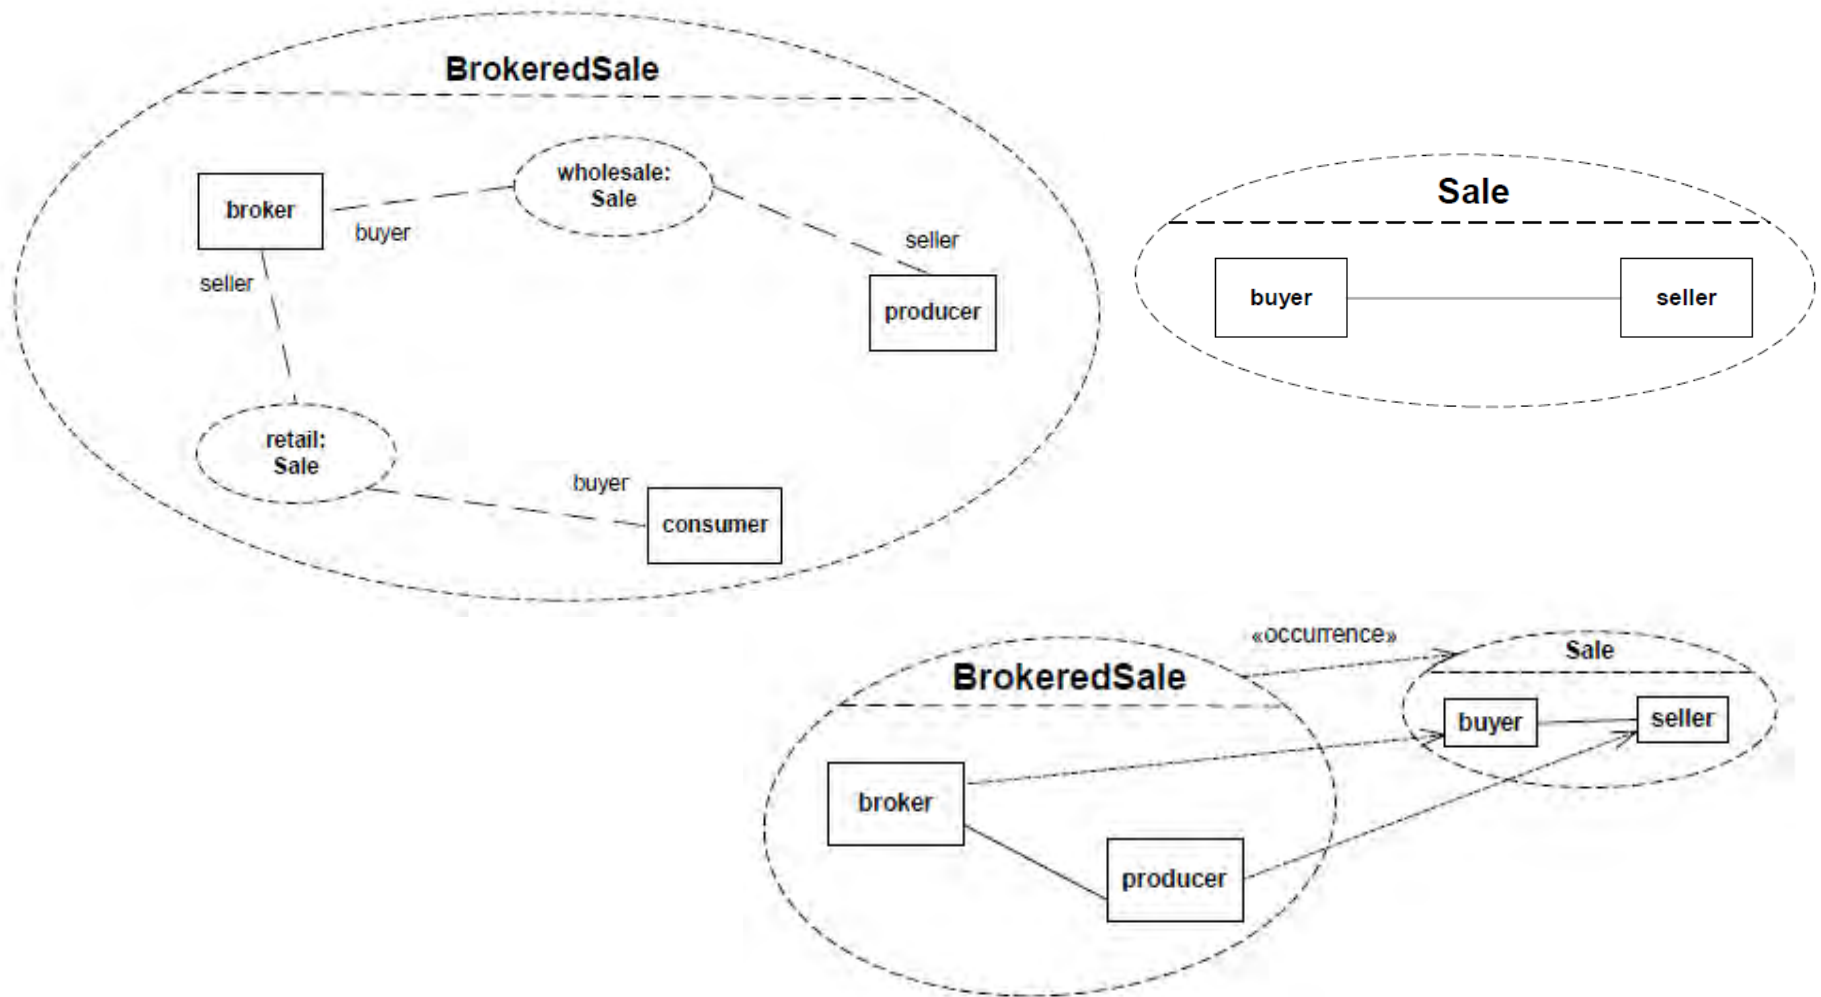 BrokeredSale
wholesale:
Sale
broker
buyer
seller
seller
producer
retail:
Sale
buyer
consumer
Sale
buyer
seller
«occurrence»
BrokeredSale
Sale
buyer
seller
broker
producer